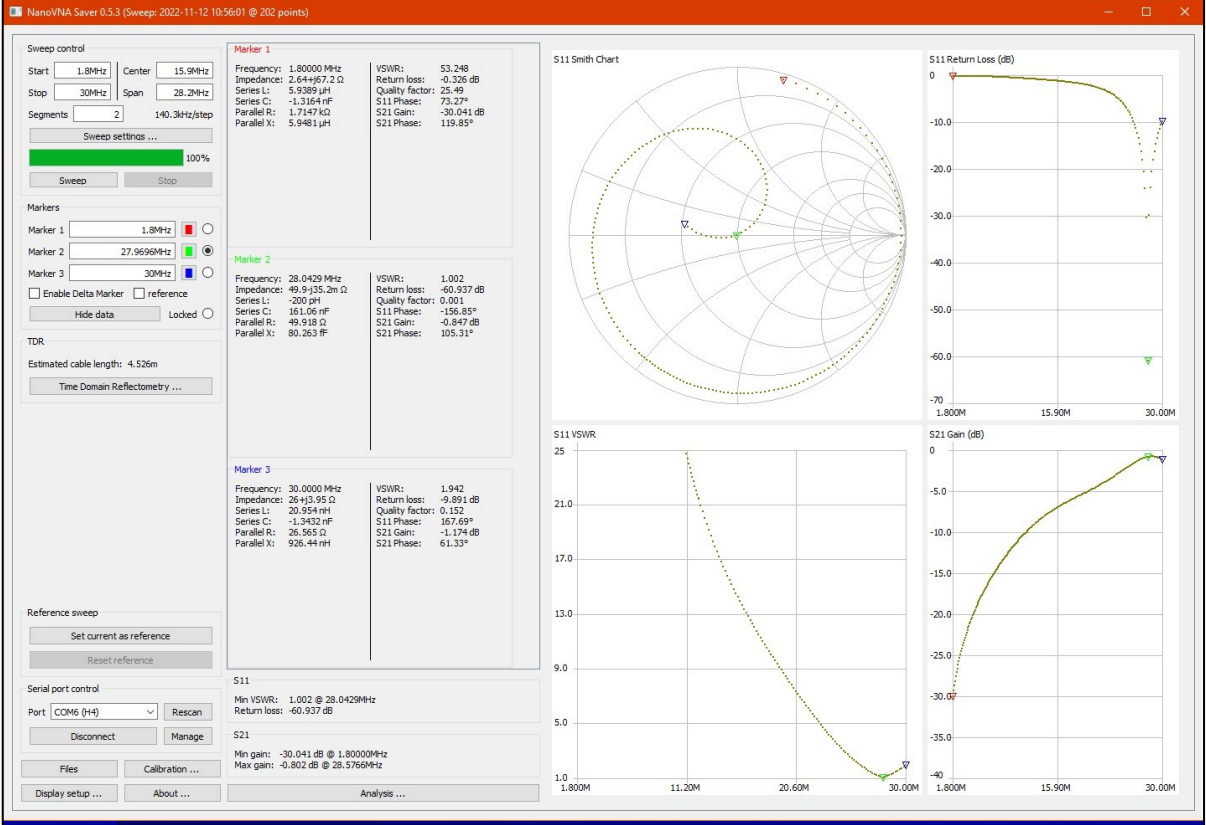 NanoVNA Saver 0.5.3 (Sweep: 2022-11-12 10:56:01 @ 202 points)
Sweep control
Start 1.8MHz Center 15.9MHz
Stop 30MHz Span 28.2MHz
Segments 2 140.3kHz/step
Sweep settings ...
100%
Sweep Stop
Markers
Marker 1 1.8MHz
Marker 2 27.9696MHz
Marker 3 30MHz
Enable Delta Marker reference
Hide data Locked
TDR
Estimated cable length: 4.526m
Time Domain Reflectometry ...
Reference sweep
Set current as reference
Reset reference
Serial port control
Port COM6 (H4) Rescan
Disconnect Manage
Files Calibration ...
Display setup ... About ...
Marker 1
Frequency: 1.80000 MHz VSWR: 53.248
Impedance: 2.64+j67.2 Ω Return loss: -0.326 dB
Series L: 5.9389 µH Quality factor: 25.49
Series C: -1.3164 nF S11 Phase: 73.27°
Parallel R: 1.7147 kΩ S21 Gain: -30.041 dB
Parallel X: 5.9481 µH S21 Phase: 119.85°
Marker 2
Frequency: 28.0429 MHz VSWR: 1.002
Impedance: 49.9-j35.2m Ω Return loss: -60.937 dB
Series L: -200 pH Quality factor: 0.001
Series C: 161.06 nF S11 Phase: -156.85°
Parallel R: 49.918 Ω S21 Gain: -0.847 dB
Parallel X: 80.263 fF S21 Phase: 105.31°
Marker 3
Frequency: 30.0000 MHz VSWR: 1.942
Impedance: 26+j3.95 Ω Return loss: -9.891 dB
Series L: 20.954 nH Quality factor: 0.152
Series C: -1.3432 nF S11 Phase: 167.69°
Parallel R: 26.565 Ω S21 Gain: -1.174 dB
Parallel X: 926.44 nH S21 Phase: 61.33°
S11
Min VSWR: 1.002 @ 28.0429MHz
Return loss: -60.937 dB
S21
Min gain: -30.041 dB @ 1.80000MHz
Max gain: -0.802 dB @ 28.5766MHz
Analysis ...
S11 Smith Chart
S11 Return Loss (dB)
0
-10.0
-20.0
-30.0
-40.0
-50.0
-60.0
-70
1.800M 15.90M 30.00M
S11 VSWR
25
21.0
17.0
13.0
9.0
5.0
1.0
1.800M 11.20M 20.60M 30.00M
S21 Gain (dB)
0
-5.0
-10.0
-15.0
-20.0
-25.0
-30.0
-35.0
-40
1.800M 15.90M 30.00M